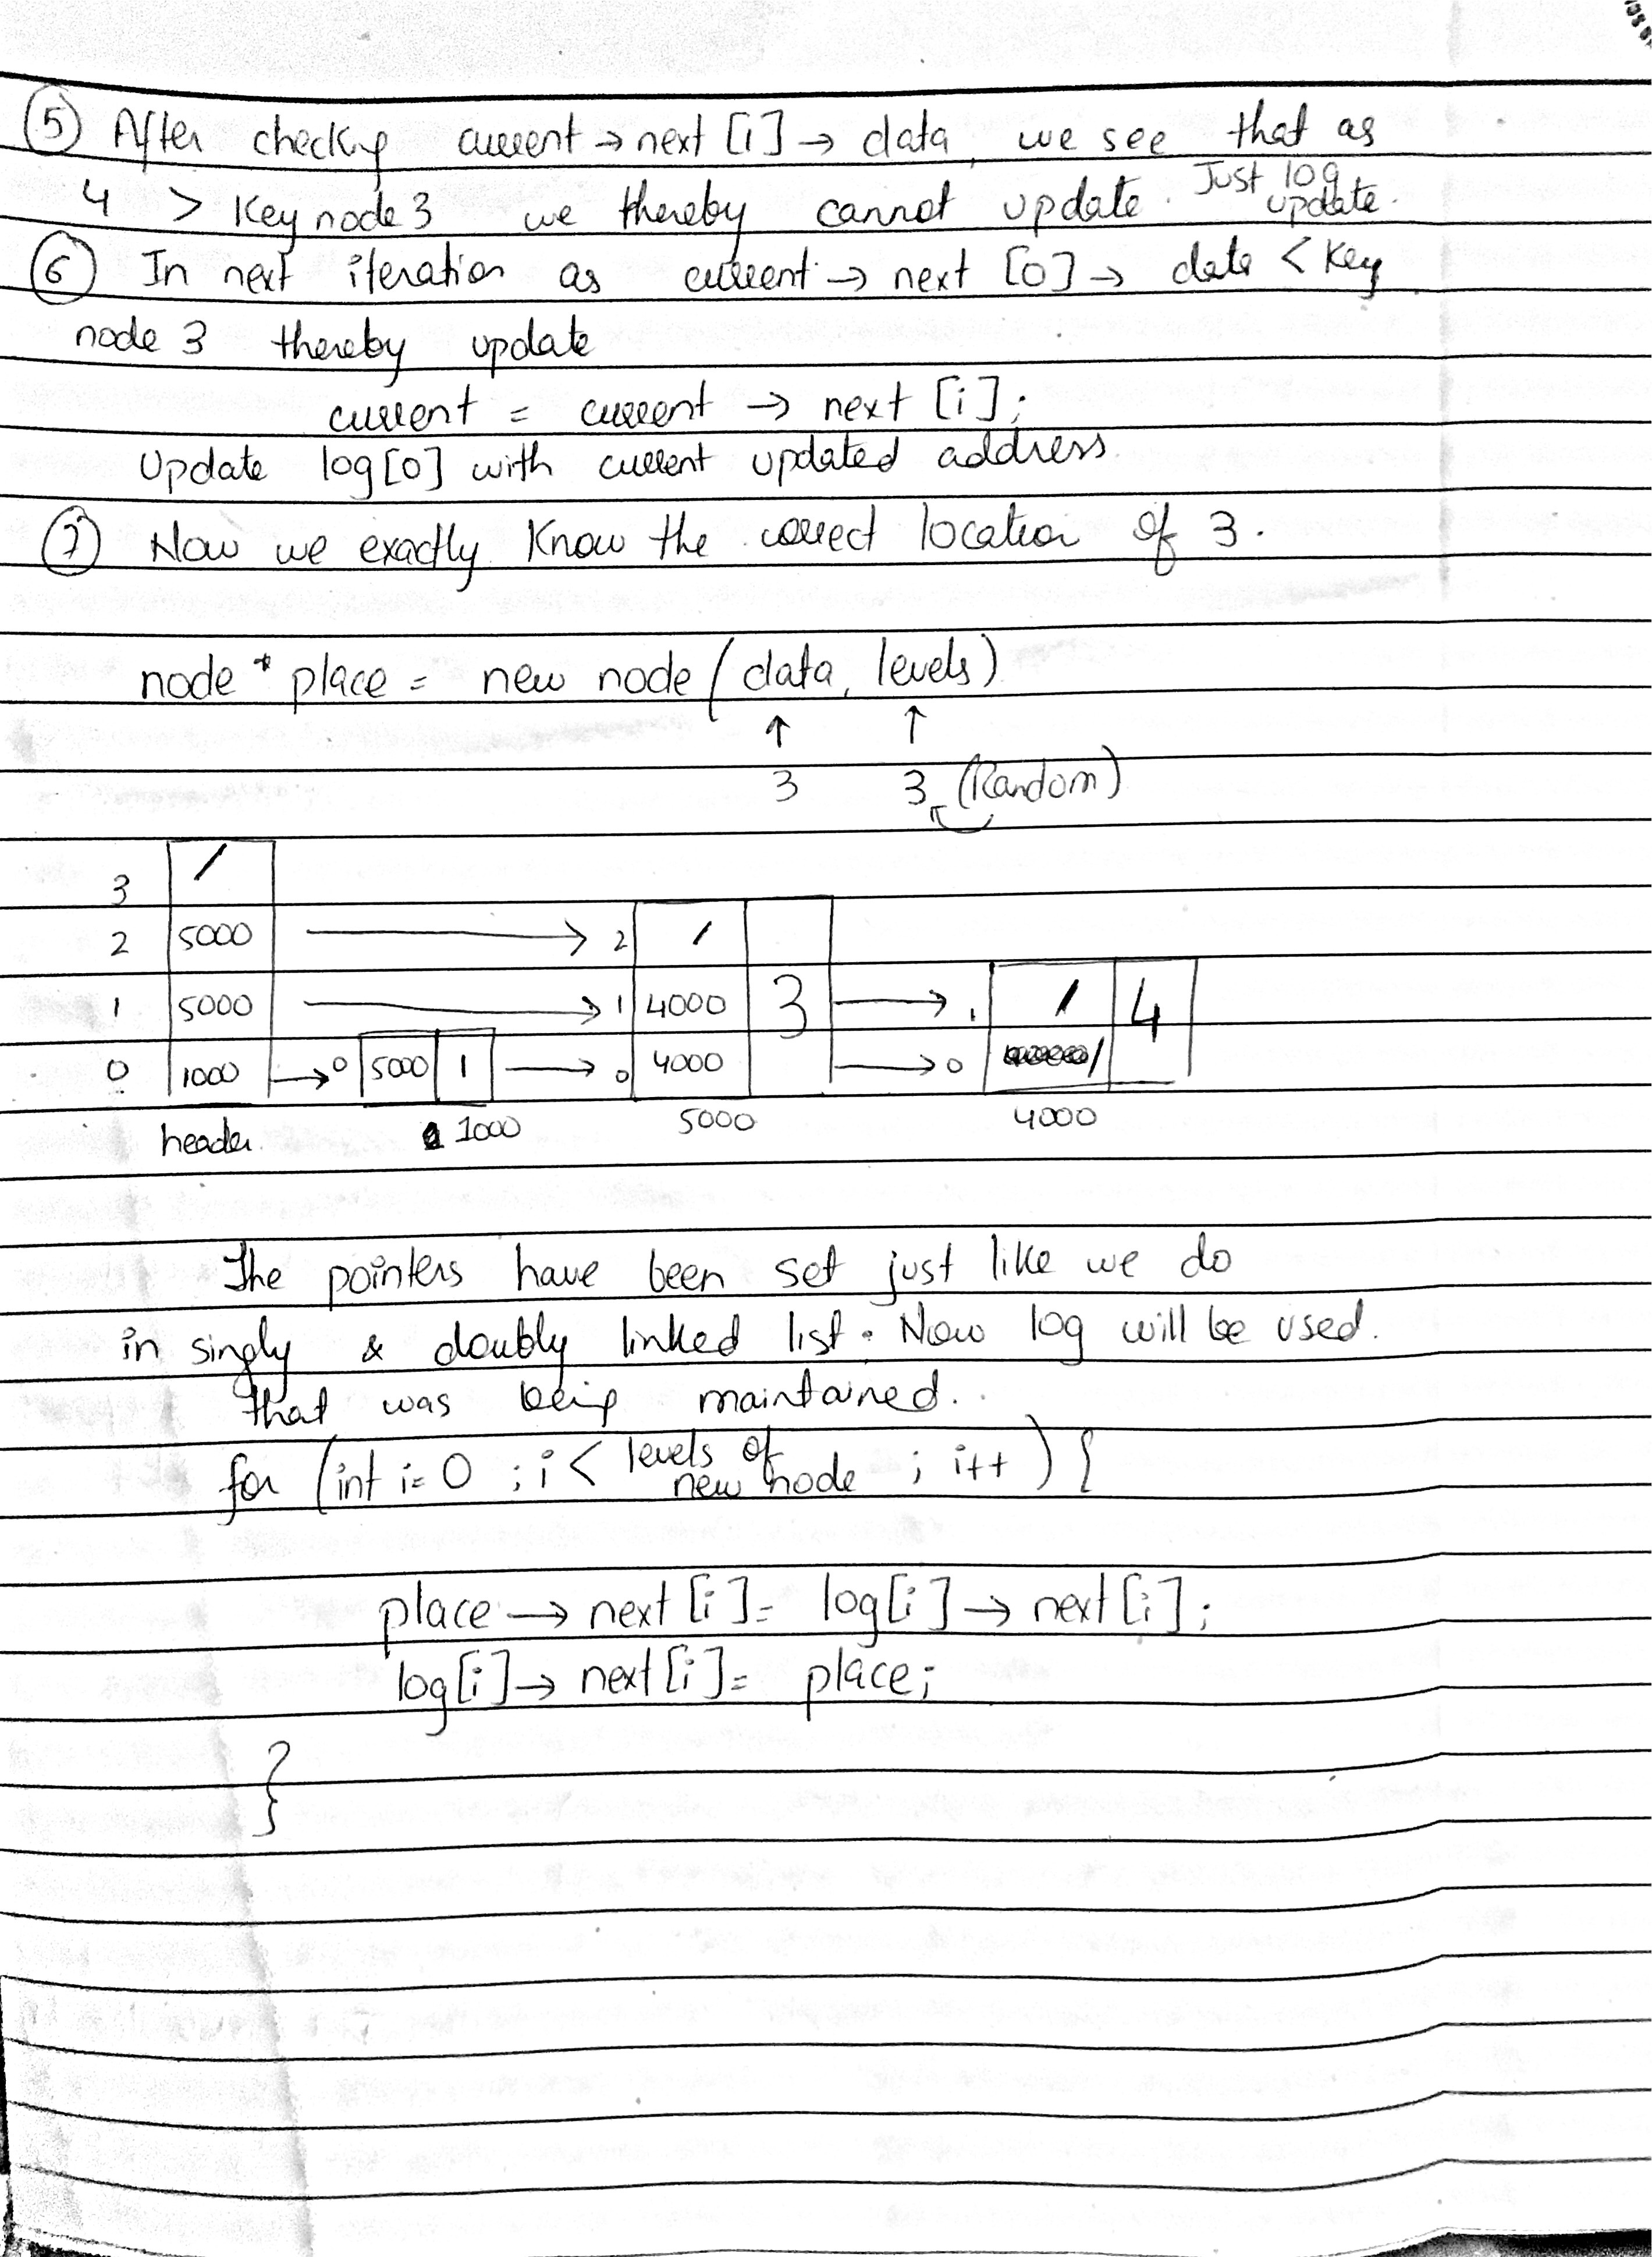 ⑤ After checking current → next [i] → data, we see that as
4 > Key node 3 we thereby cannot update. Just log update.
⑥ In next iteration as current → next [0] → data < Key
node 3 thereby update
current = current → next [i];
Update log[0] with current updated address.
⑦ Now we exactly Know the correct location of 3.
node * place = new node (data, levels)
↑ ↑
3 3 (Random)
3 /
2 5000 → 2 /
1 5000 → 1 4000 3 → 1 / 4
0 1000 → 0 5000 1 → 0 4000 → 0 /
header 1000 5000 4000
The pointers have been set just like we do
in singly & doubly linked list. Now log will be used.
that was being maintained.
for (int i=0 ; i < levels of new node ; i++) {
place → next [i] = log[i] → next [i];
log[i] → next [i] = place;
}